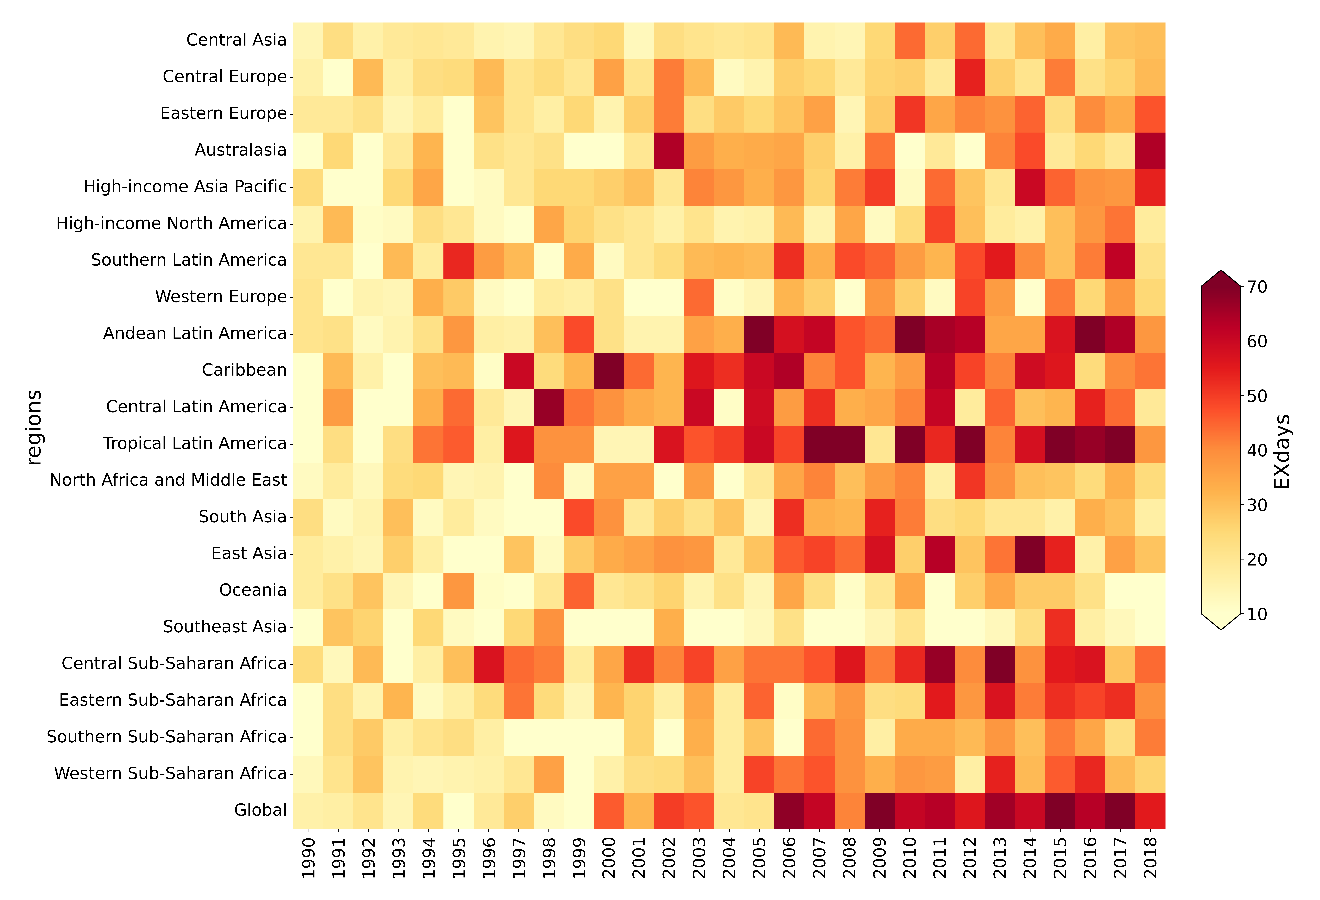 Central Asia
Central Europe
Eastern Europe
Australasia
High-income Asia Pacific
High-income North America
Southern Latin America
Western Europe
Andean Latin America
Caribbean
Central Latin America
Tropical Latin America
North Africa and Middle East
South Asia
East Asia
Oceania
Southeast Asia
Central Sub-Saharan Africa
Eastern Sub-Saharan Africa
Southern Sub-Saharan Africa
Western Sub-Saharan Africa
Global
regions
1990
1991
1992
1993
1994
1995
1996
1997
1998
1999
2000
2001
2002
2003
2004
2005
2006
2007
2008
2009
2010
2011
2012
2013
2014
2015
2016
2017
2018
70
60
50
40
30
20
10
EXdays